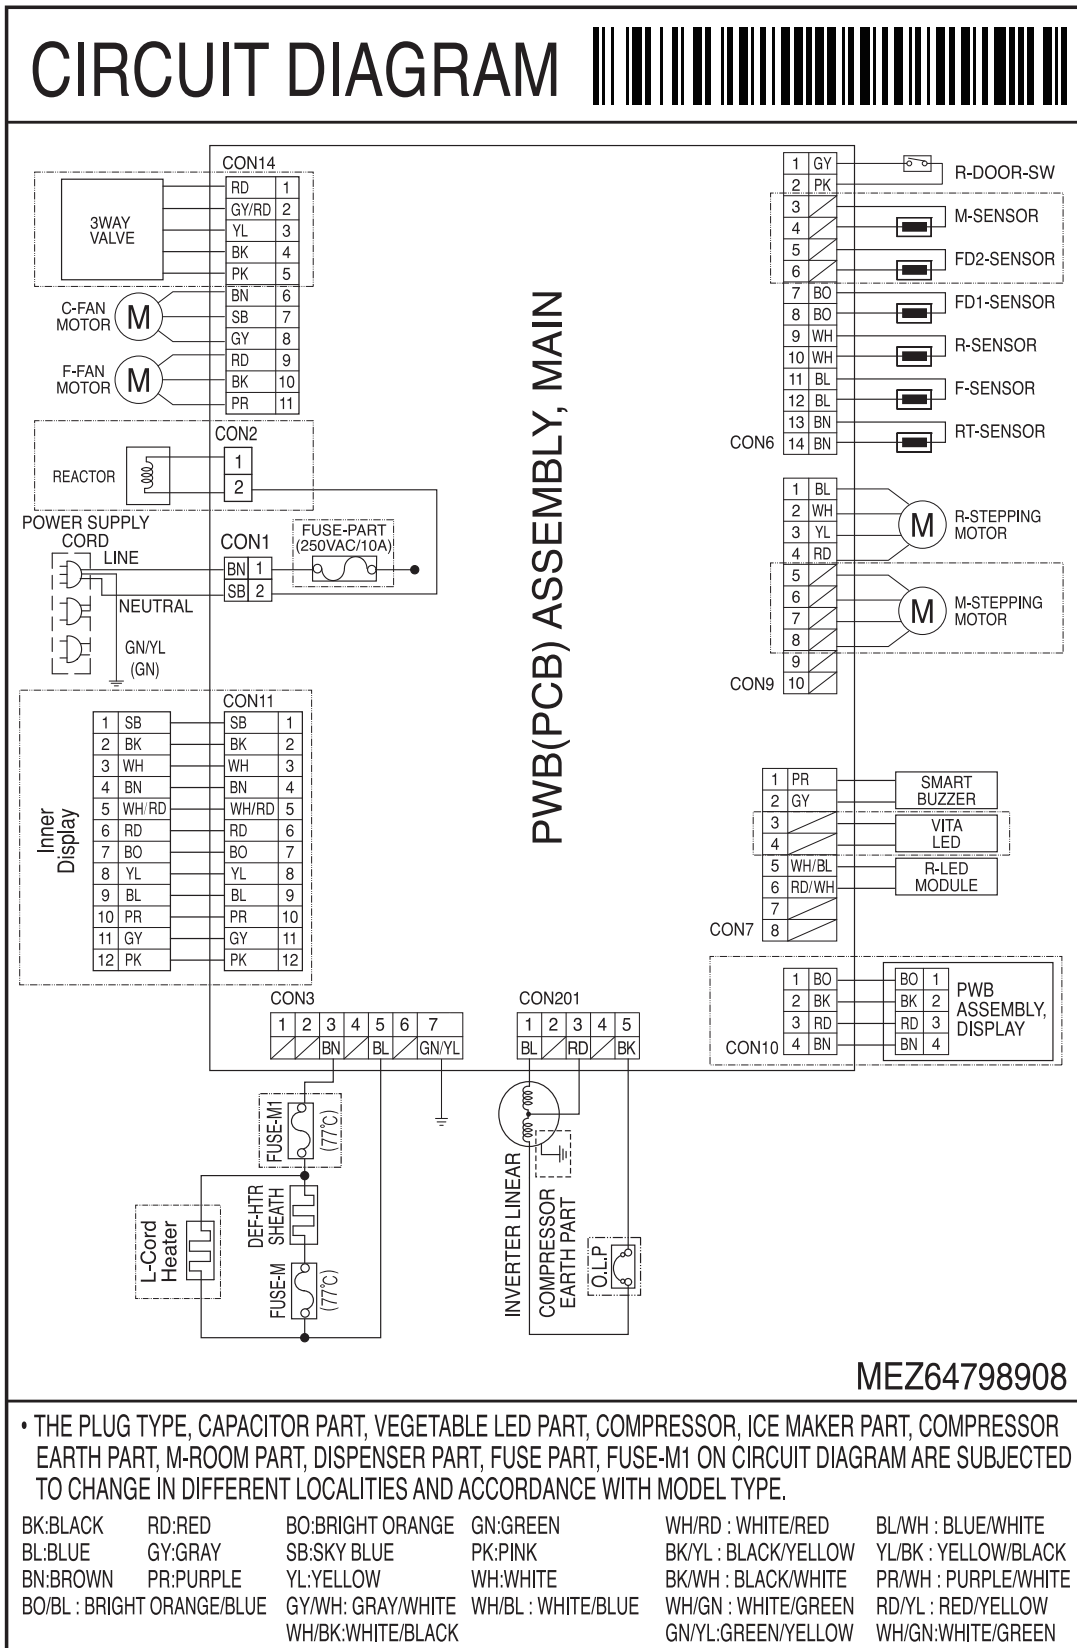 CIRCUIT DIAGRAM
CON14
3WAY
VALVE
RD 1
GY/RD 2
YL 3
BK 4
PK 5
C-FAN
MOTOR
M
BN 6
SB 7
GY 8
F-FAN
MOTOR
M
RD 9
BK 10
PR 11
CON2
REACTOR
1
2
POWER SUPPLY
CORD
LINE
NEUTRAL
GN/YL
(GN)
CON1
BN 1
SB 2
FUSE-PART
(250VAC/10A)
CON11
Inner
Display
1 SB SB 1
2 BK BK 2
3 WH WH 3
4 BN BN 4
5 WH/RD WH/RD 5
6 RD RD 6
7 BO BO 7
8 YL YL 8
9 BL BL 9
10 PR PR 10
11 GY GY 11
12 PK PK 12
PWB(PCB) ASSEMBLY, MAIN
1 GY
2 PK
3
4
5
6
7 BO
8 BO
9 WH
10 WH
11 BL
12 BL
13 BN
14 BN
CON6
R-DOOR-SW
M-SENSOR
FD2-SENSOR
FD1-SENSOR
R-SENSOR
F-SENSOR
RT-SENSOR
1 BL
2 WH
3 YL
4 RD
5
6
7
8
9
10
CON9
M
R-STEPPING
MOTOR
M
M-STEPPING
MOTOR
1 PR
2 GY
3
4
5 WH/BL
6 RD/WH
7
8
CON7
SMART
BUZZER
VITA
LED
R-LED
MODULE
1 BO BO 1
2 BK BK 2
3 RD RD 3
4 BN BN 4
CON10
PWB
ASSEMBLY,
DISPLAY
CON3
1 2 3 4 5 6 7
BN BL GN/YL
CON201
1 2 3 4 5
BL RD BK
FUSE-M1
(77°C)
DEF-HTR
SHEATH
L-Cord
Heater
FUSE-M
(77°C)
INVERTER LINEAR
COMPRESSOR
EARTH PART
O.L.P
MEZ64798908
• THE PLUG TYPE, CAPACITOR PART, VEGETABLE LED PART, COMPRESSOR, ICE MAKER PART, COMPRESSOR
EARTH PART, M-ROOM PART, DISPENSER PART, FUSE PART, FUSE-M1 ON CIRCUIT DIAGRAM ARE SUBJECTED
TO CHANGE IN DIFFERENT LOCALITIES AND ACCORDANCE WITH MODEL TYPE.
BK:BLACK RD:RED BO:BRIGHT ORANGE GN:GREEN WH/RD : WHITE/RED BL/WH : BLUE/WHITE
BL:BLUE GY:GRAY SB:SKY BLUE PK:PINK BK/YL : BLACK/YELLOW YL/BK : YELLOW/BLACK
BN:BROWN PR:PURPLE YL:YELLOW WH:WHITE BK/WH : BLACK/WHITE PR/WH : PURPLE/WHITE
BO/BL : BRIGHT ORANGE/BLUE GY/WH: GRAY/WHITE WH/BL : WHITE/BLUE WH/GN : WHITE/GREEN RD/YL : RED/YELLOW
WH/BK:WHITE/BLACK GN/YL:GREEN/YELLOW WH/GN:WHITE/GREEN